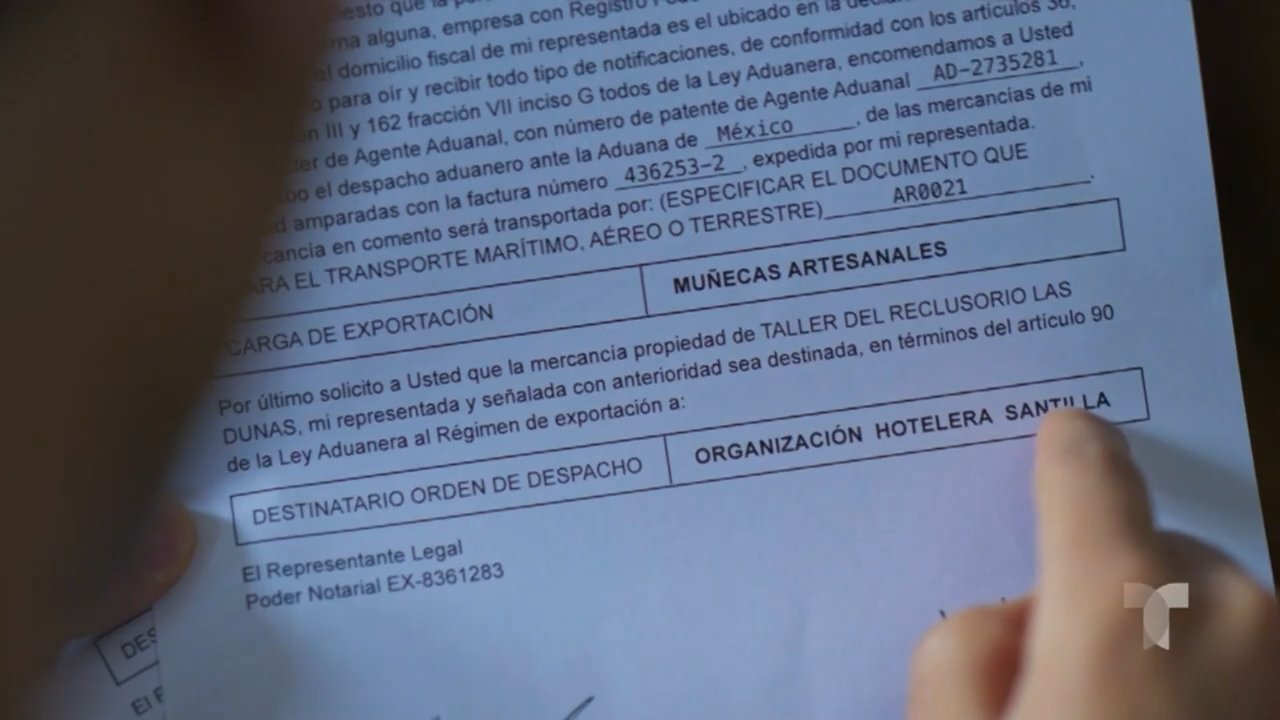 esto que la
ma alguna, empresa con Registro
el domicilio fiscal de mi representada es el ubicado en la
o para oír y recibir todo tipo de notificaciones, de conformidad con los artículos 36,
n III y 162 fracción VII inciso G todos de la Ley Aduanera, encomendamos a Usted
ter de Agente Aduanal, con número de patente de Agente Aduanal AD-2735281,
bo el despacho aduanero ante la Aduana de México, de las mercancías de mi
d amparadas con la factura número 436253-2, expedida por mi representada.
cancía en comento será transportada por: (ESPECIFICAR EL DOCUMENTO QUE
ARA EL TRANSPORTE MARÍTIMO, AÉREO O TERRESTRE) AR0021.
CARGA DE EXPORTACIÓN MUÑECAS ARTESANALES
Por último solicito a Usted que la mercancía propiedad de TALLER DEL RECLUSORIO LAS
DUNAS, mi representada y señalada con anterioridad sea destinada, en términos del artículo 90
de la Ley Aduanera al Régimen de exportación a:
DESTINATARIO ORDEN DE DESPACHO ORGANIZACIÓN HOTELERA SANTILLA
El Representante Legal
Poder Notarial EX-8361283
DES
El R